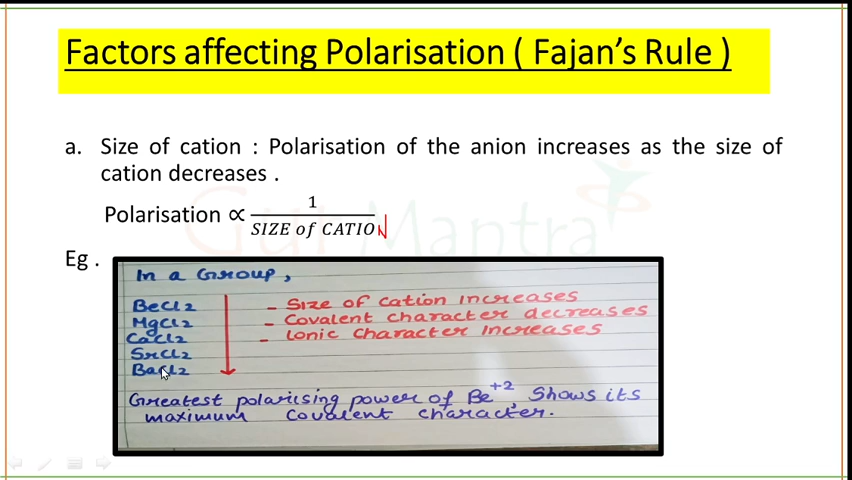 Factors affecting Polarisation ( Fajan’s Rule )
a. Size of cation : Polarisation of the anion increases as the size of
cation decreases .
Polarisation ∝ 1 / SIZE of CATION
Eg .
In a Group,
BeCl2
MgCl2
CaCl2
SrCl2
BaCl2
- Size of cation increases
- Covalent character decreases
- Ionic character increases
Greatest polarising power of Be+2, Shows its
maximum covalent character.
Gur Mantra